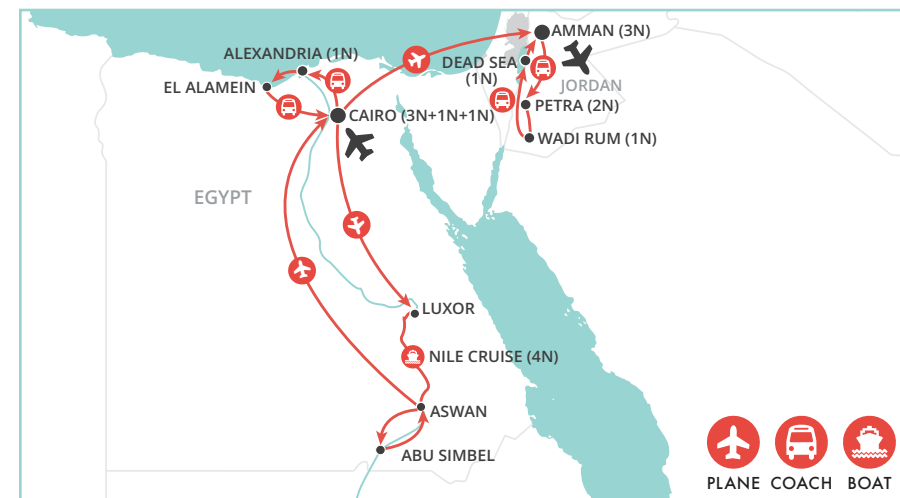 AMMAN (3N)
ALEXANDRIA (1N)
DEAD SEA
(1N)
EL ALAMEIN
JORDAN
PETRA (2N)
CAIRO (3N+1N+1N)
WADI RUM (1N)
EGYPT
LUXOR
NILE CRUISE (4N)
ASWAN
ABU SIMBEL
PLANE COACH BOAT